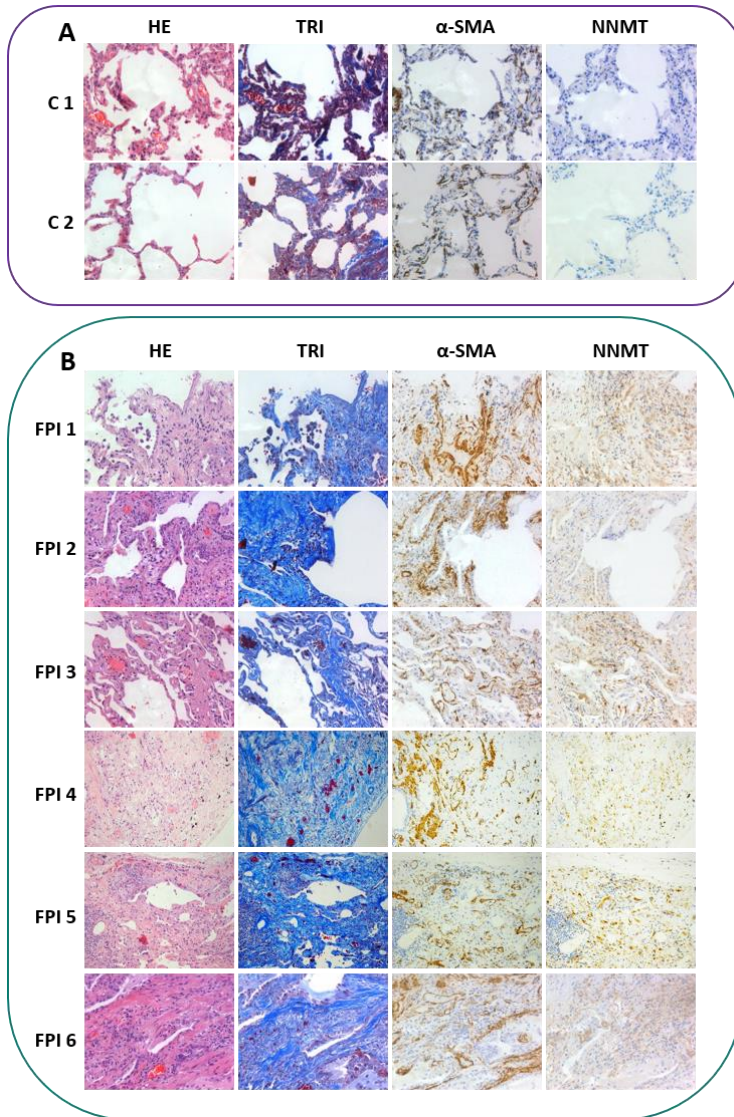 A
HE TRI α-SMA NNMT
C 1
C 2
B
HE TRI α-SMA NNMT
FPI 1
FPI 2
FPI 3
FPI 4
FPI 5
FPI 6